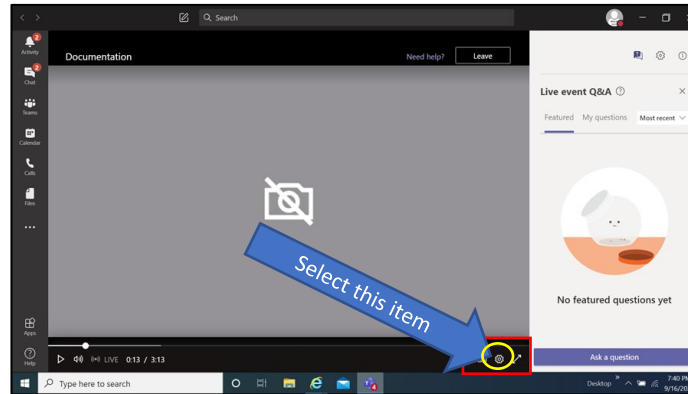 Search
2
Activity
2
Chat
Teams
Calendar
Calls
Files
Apps
Help
Documentation
Need help?
Leave
Select this item
LIVE 0:13 / 3:13
Live event Q&A
Featured My questions Most recent
No featured questions yet
Ask a question
Type here to search
Desktop
7:40 PM